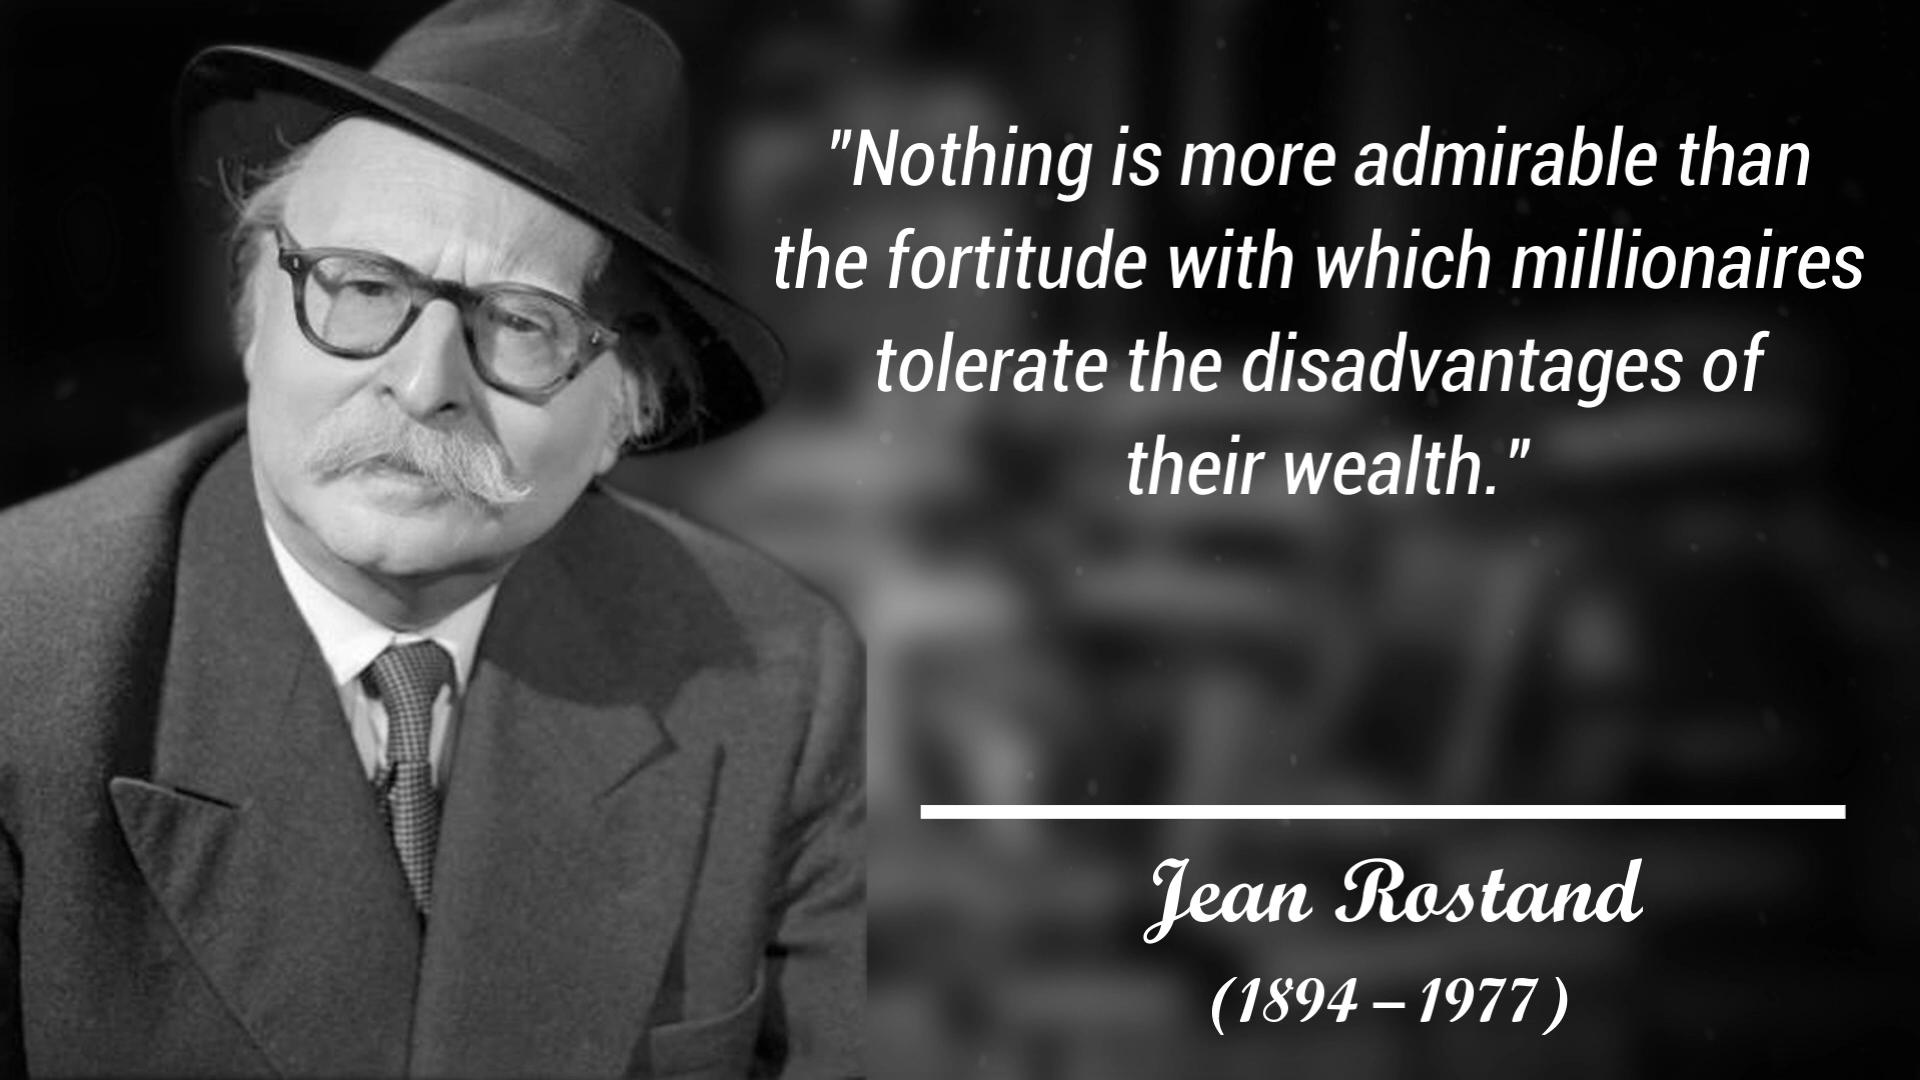 "Nothing is more admirable than
the fortitude with which millionaires
tolerate the disadvantages of
their wealth."
Jean Rostand
(1894 – 1977)